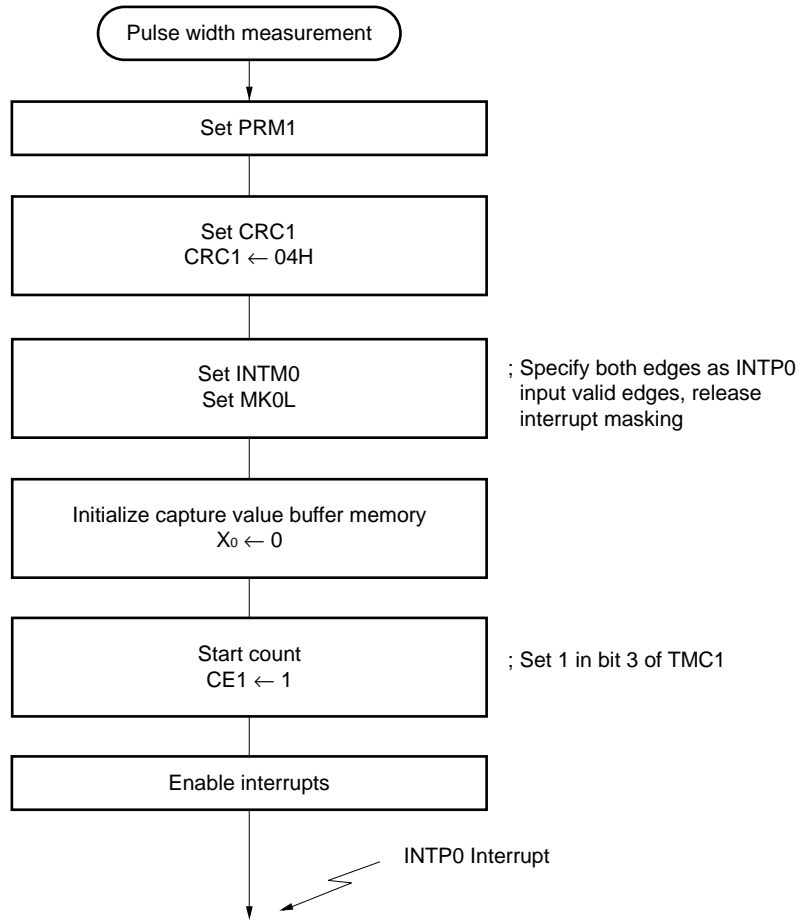 Pulse width measurement
Set PRM1
Set CRC1
CRC1 ← 04H
Set INTM0
Set MK0L
; Specify both edges as INTP0
input valid edges, release
interrupt masking
Initialize capture value buffer memory
X₀ ← 0
Start count
CE1 ← 1
; Set 1 in bit 3 of TMC1
Enable interrupts
INTP0 Interrupt